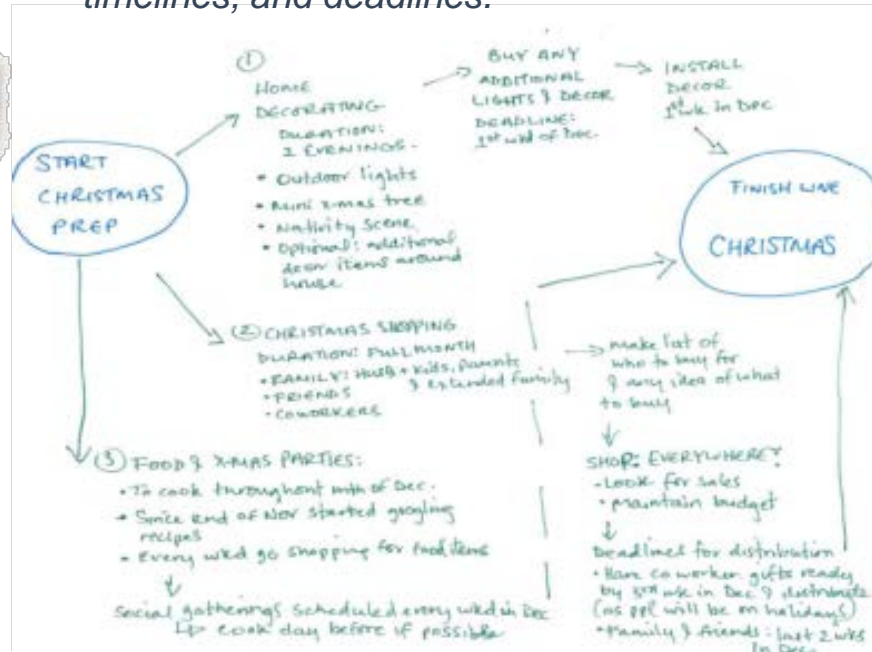 timelines, and deadlines.
START
CHRISTMAS
PREP
1
HOME
DECORATING
DURATION:
2 EVENINGS.
• Outdoor lights
• Mini x-mas tree
• Nativity Scene
• Optional: additional
decor items around
house
BUY ANY
ADDITIONAL
LIGHTS & DECOR
DEADLINE:
1st wkd of Dec.
INSTALL
DECOR
1st wk in Dec
FINISH LINE
CHRISTMAS
2 CHRISTMAS SHOPPING
DURATION: FULL MONTH
• FAMILY: HUSB + Kids, Parents
& extended family
• FRIENDS
• COWORKERS
make list of
who to buy for
& any idea of what
to buy
SHOP: EVERYWHERE!
• Look for sales
• maintain budget
Deadlines for distribution
• Have co worker gifts ready
by 3rd wk in Dec & distribute
(as ppl will be on holidays)
• Family & friends: last 2 wks
in Dec.
3 FOOD & X-MAS PARTIES:
• To cook throughout mth of Dec.
• Since end of Nov started googling
recipes
• Every wkd go shopping for food items
Social gatherings scheduled every wkd in Dec
cook day before if possible